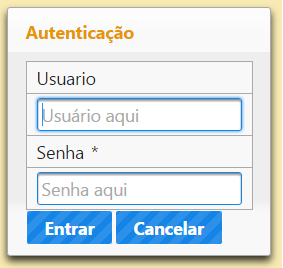 Autenticação
Usuario
Usuário aqui
Senha *
Senha aqui
Entrar Cancelar